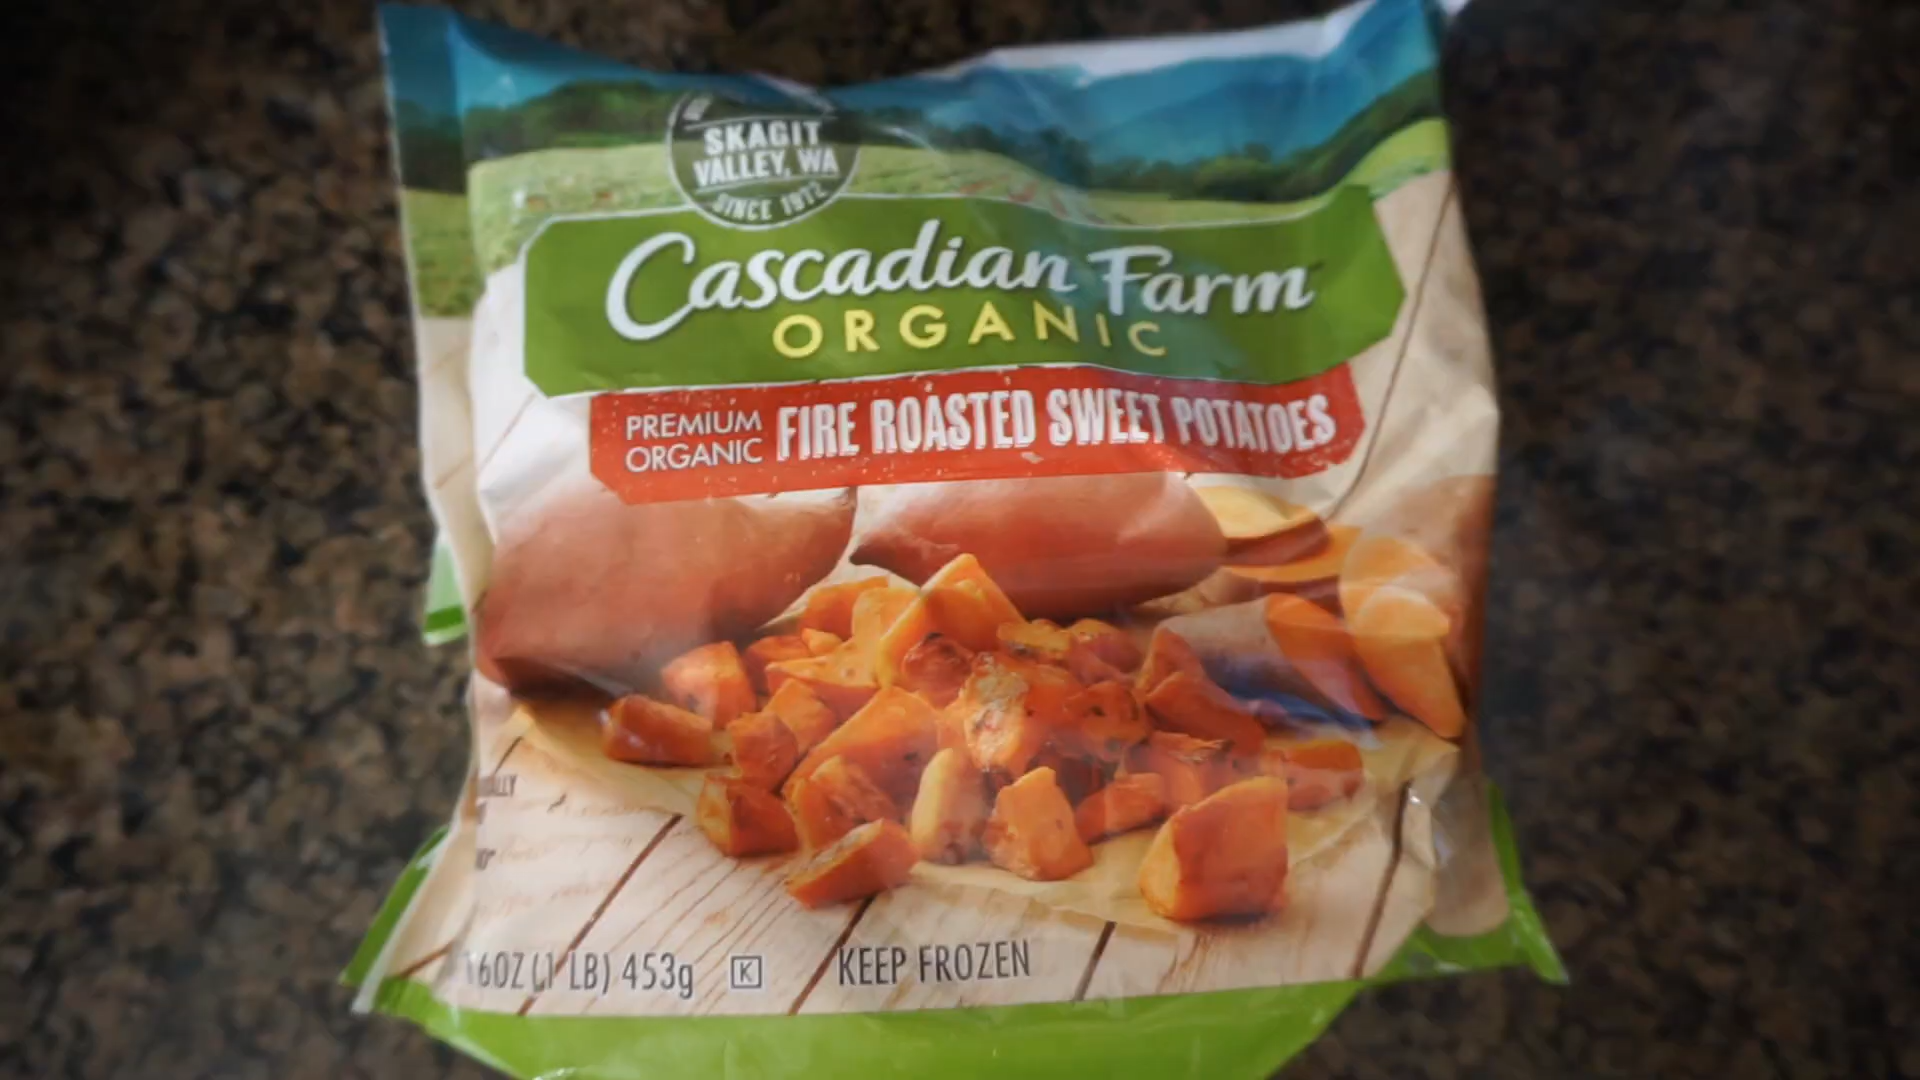 SKAGIT
VALLEY, WA
SINCE 1972
Cascadian Farm
ORGANIC
PREMIUM
ORGANIC
FIRE ROASTED SWEET POTATOES
16OZ (1 LB) 453g
K
KEEP FROZEN